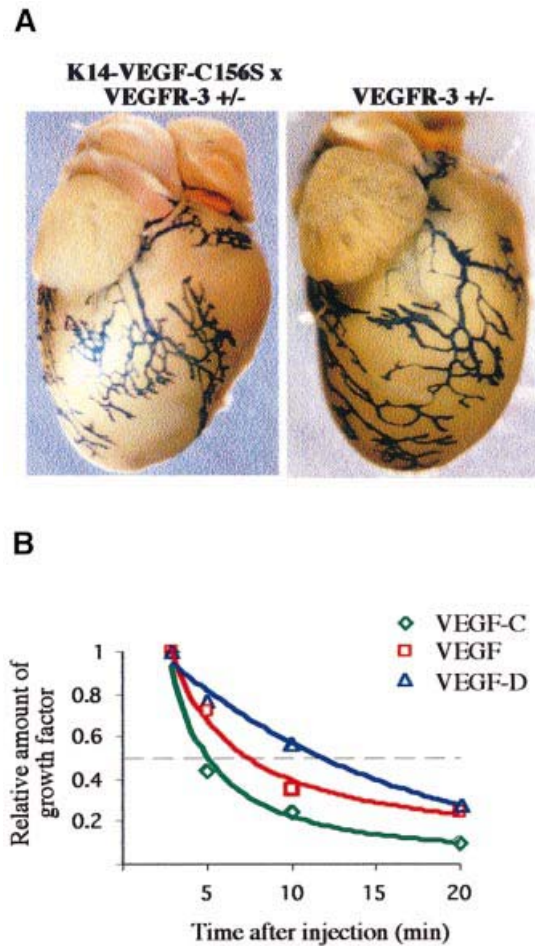 A
K14-VEGF-C156S x
VEGFR-3 +/-
VEGFR-3 +/-
B
VEGF-C
VEGF
VEGF-D
Relative amount of
growth factor
1
0.8
0.6
0.4
0.2
5
10
15
20
Time after injection (min)